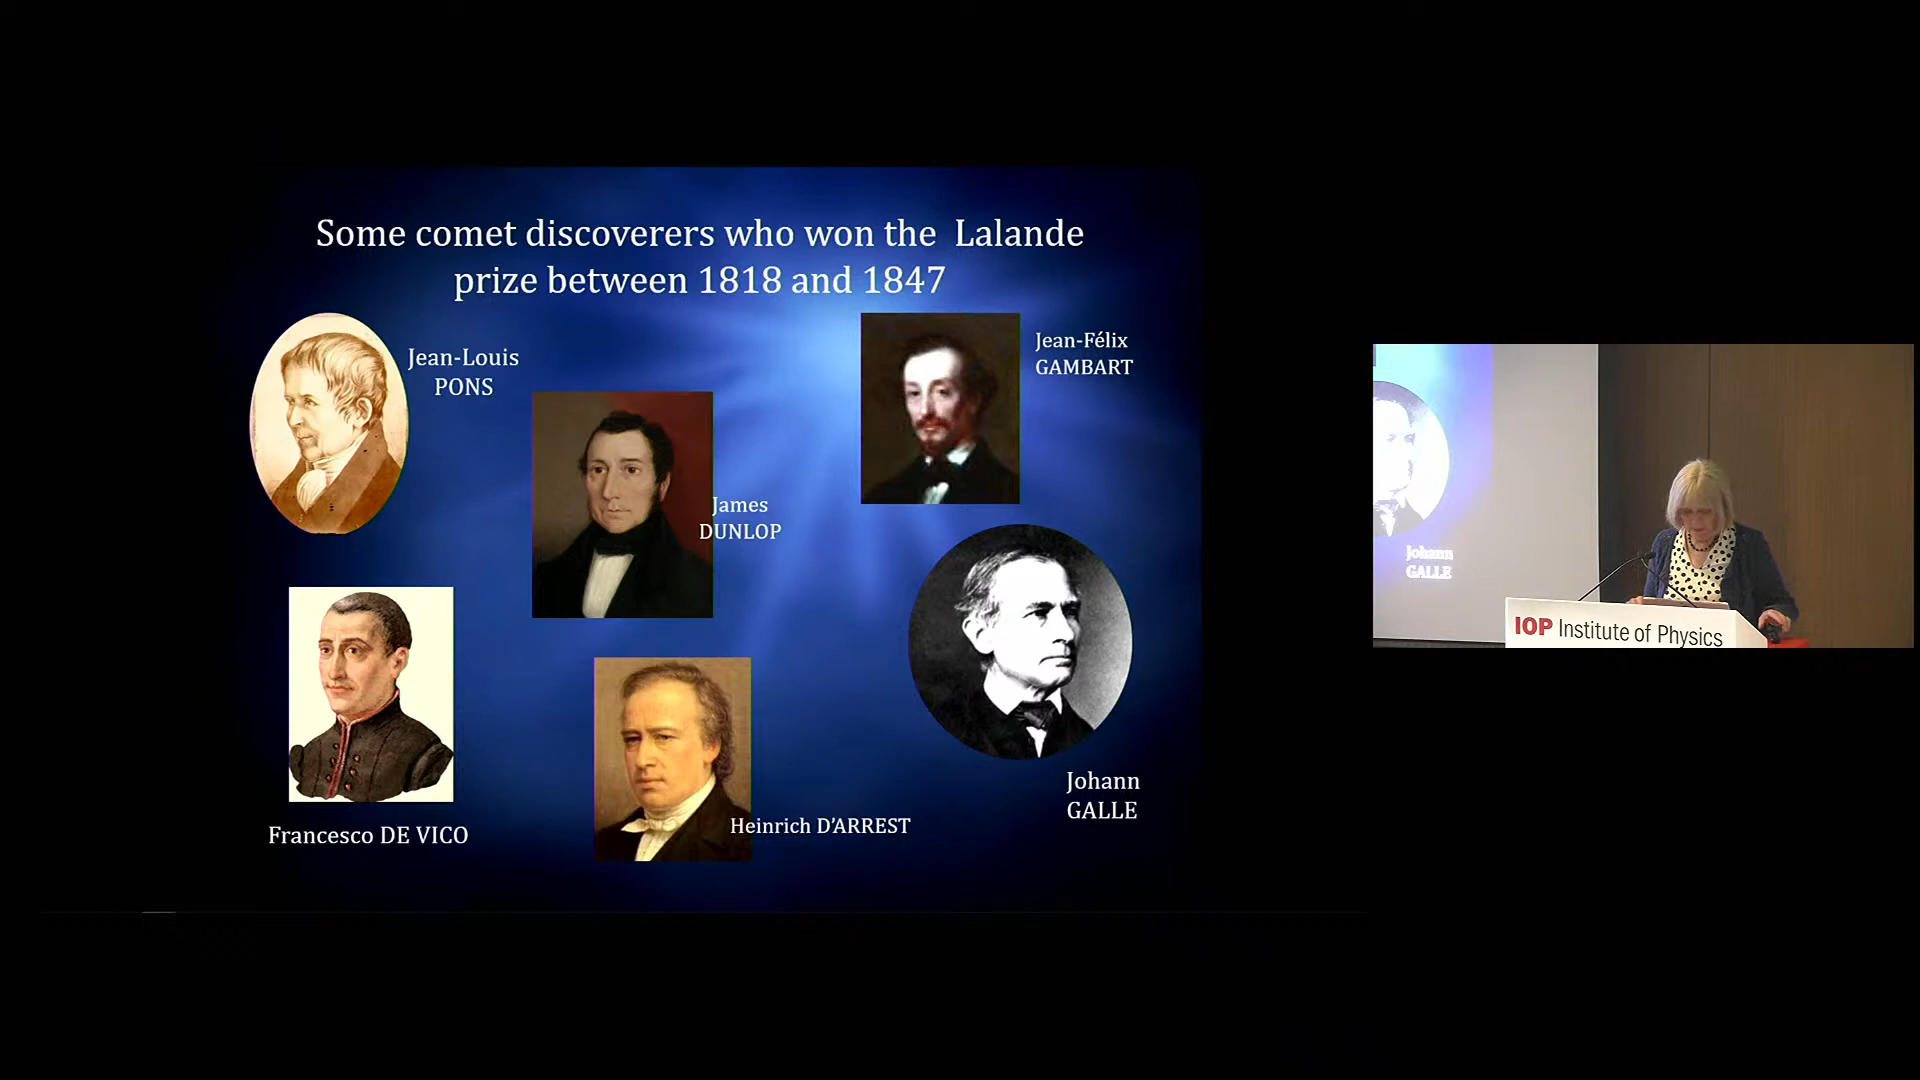 Some comet discoverers who won the Lalande
prize between 1818 and 1847
Jean-Louis
PONS
Jean-Félix
GAMBART
James
DUNLOP
Francesco DE VICO
Heinrich D'ARREST
Johann
GALLE
Johann
GALLE
IOP Institute of Physics